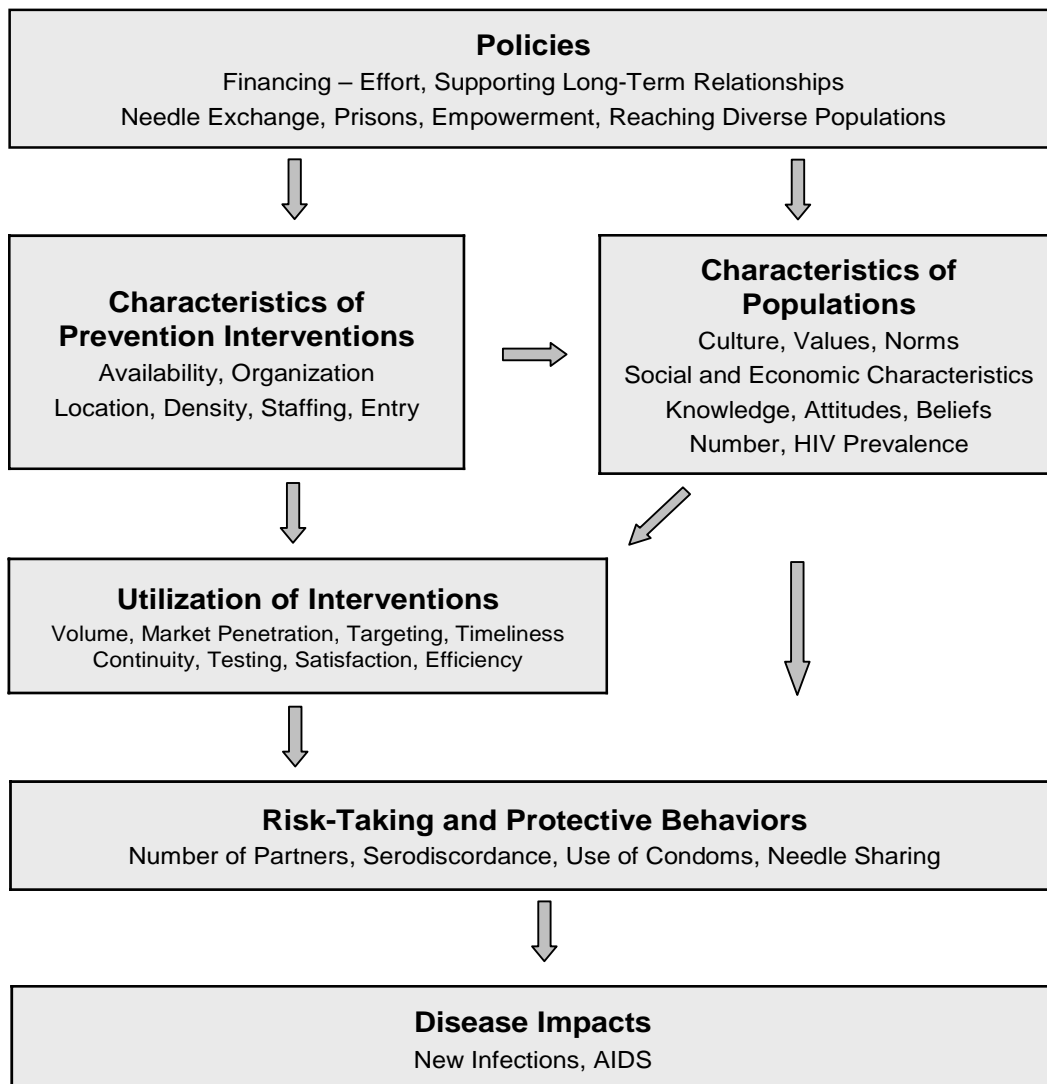 Policies
Financing – Effort, Supporting Long-Term Relationships
Needle Exchange, Prisons, Empowerment, Reaching Diverse Populations
Characteristics of
Prevention Interventions
Availability, Organization
Location, Density, Staffing, Entry
Characteristics of
Populations
Culture, Values, Norms
Social and Economic Characteristics
Knowledge, Attitudes, Beliefs
Number, HIV Prevalence
Utilization of Interventions
Volume, Market Penetration, Targeting, Timeliness
Continuity, Testing, Satisfaction, Efficiency
Risk-Taking and Protective Behaviors
Number of Partners, Serodiscordance, Use of Condoms, Needle Sharing
Disease Impacts
New Infections, AIDS